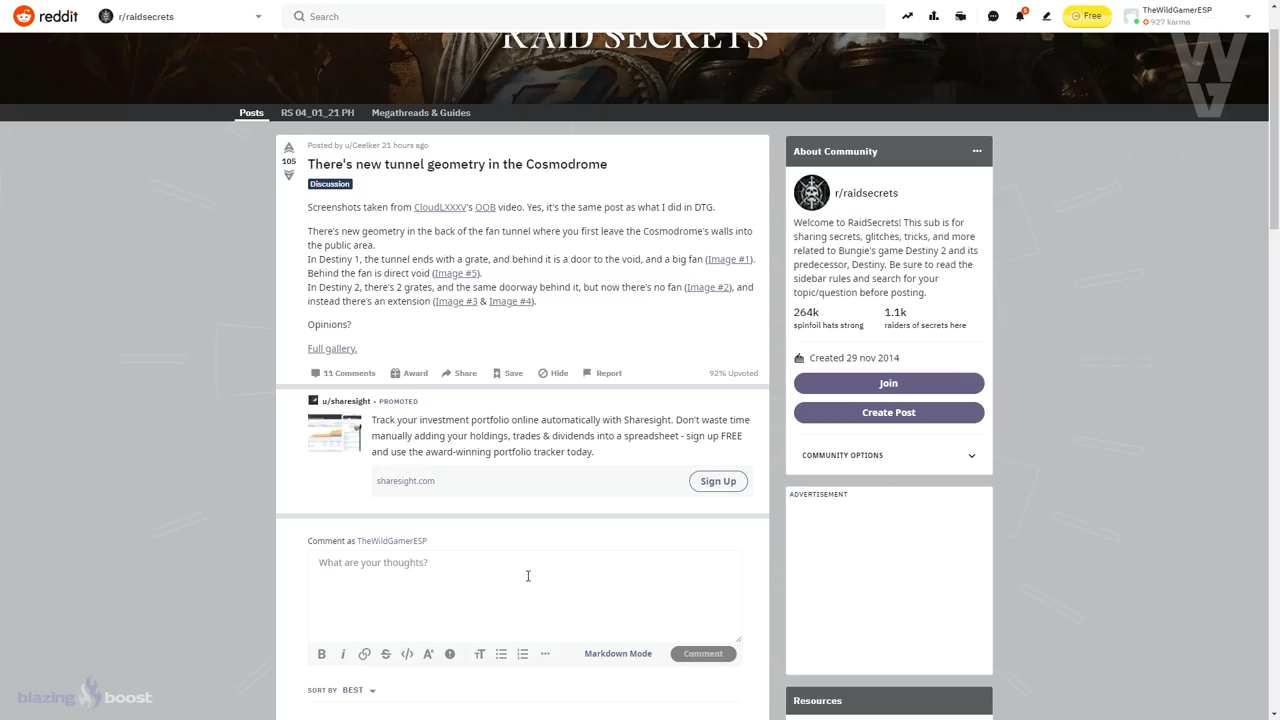 reddit
r/raidsecrets
Search
5
Free
TheWildGamerESP
927 karma
RAID SECRETS
WG
Posts
RS 04_01_21 PH
Megathreads & Guides
105
Posted by u/Ceelker 21 hours ago
There's new tunnel geometry in the Cosmodrome
Discussion
Screenshots taken from CloudLXXXV's OOB video. Yes, it's the same post as what I did in DTG.
There's new geometry in the back of the fan tunnel where you first leave the Cosmodrome's walls into
the public area.
In Destiny 1, the tunnel ends with a grate, and behind it is a door to the void, and a big fan (Image #1).
Behind the fan is direct void (Image #5).
In Destiny 2, there's 2 grates, and the same doorway behind it, but now there's no fan (Image #2), and
instead there's an extension (Image #3 & Image #4).
Opinions?
Full gallery.
11 Comments
Award
Share
Save
Hide
Report
92% Upvoted
u/sharesight • PROMOTED
Track your investment portfolio online automatically with Sharesight. Don't waste time
manually adding your holdings, trades & dividends into a spreadsheet - sign up FREE
and use the award-winning portfolio tracker today.
sharesight.com
Sign Up
Comment as TheWildGamerESP
What are your thoughts?
Markdown Mode
Comment
SORT BY BEST
About Community
r/raidsecrets
Welcome to RaidSecrets! This sub is for
sharing secrets, glitches, tricks, and more
related to Bungie's game Destiny 2 and its
predecessor, Destiny. Be sure to read the
sidebar rules and search for your
topic/question before posting.
264k
1.1k
spinfoil hats strong
raiders of secrets here
Created 29 nov 2014
Join
Create Post
COMMUNITY OPTIONS
ADVERTISEMENT
Resources
blazing boost